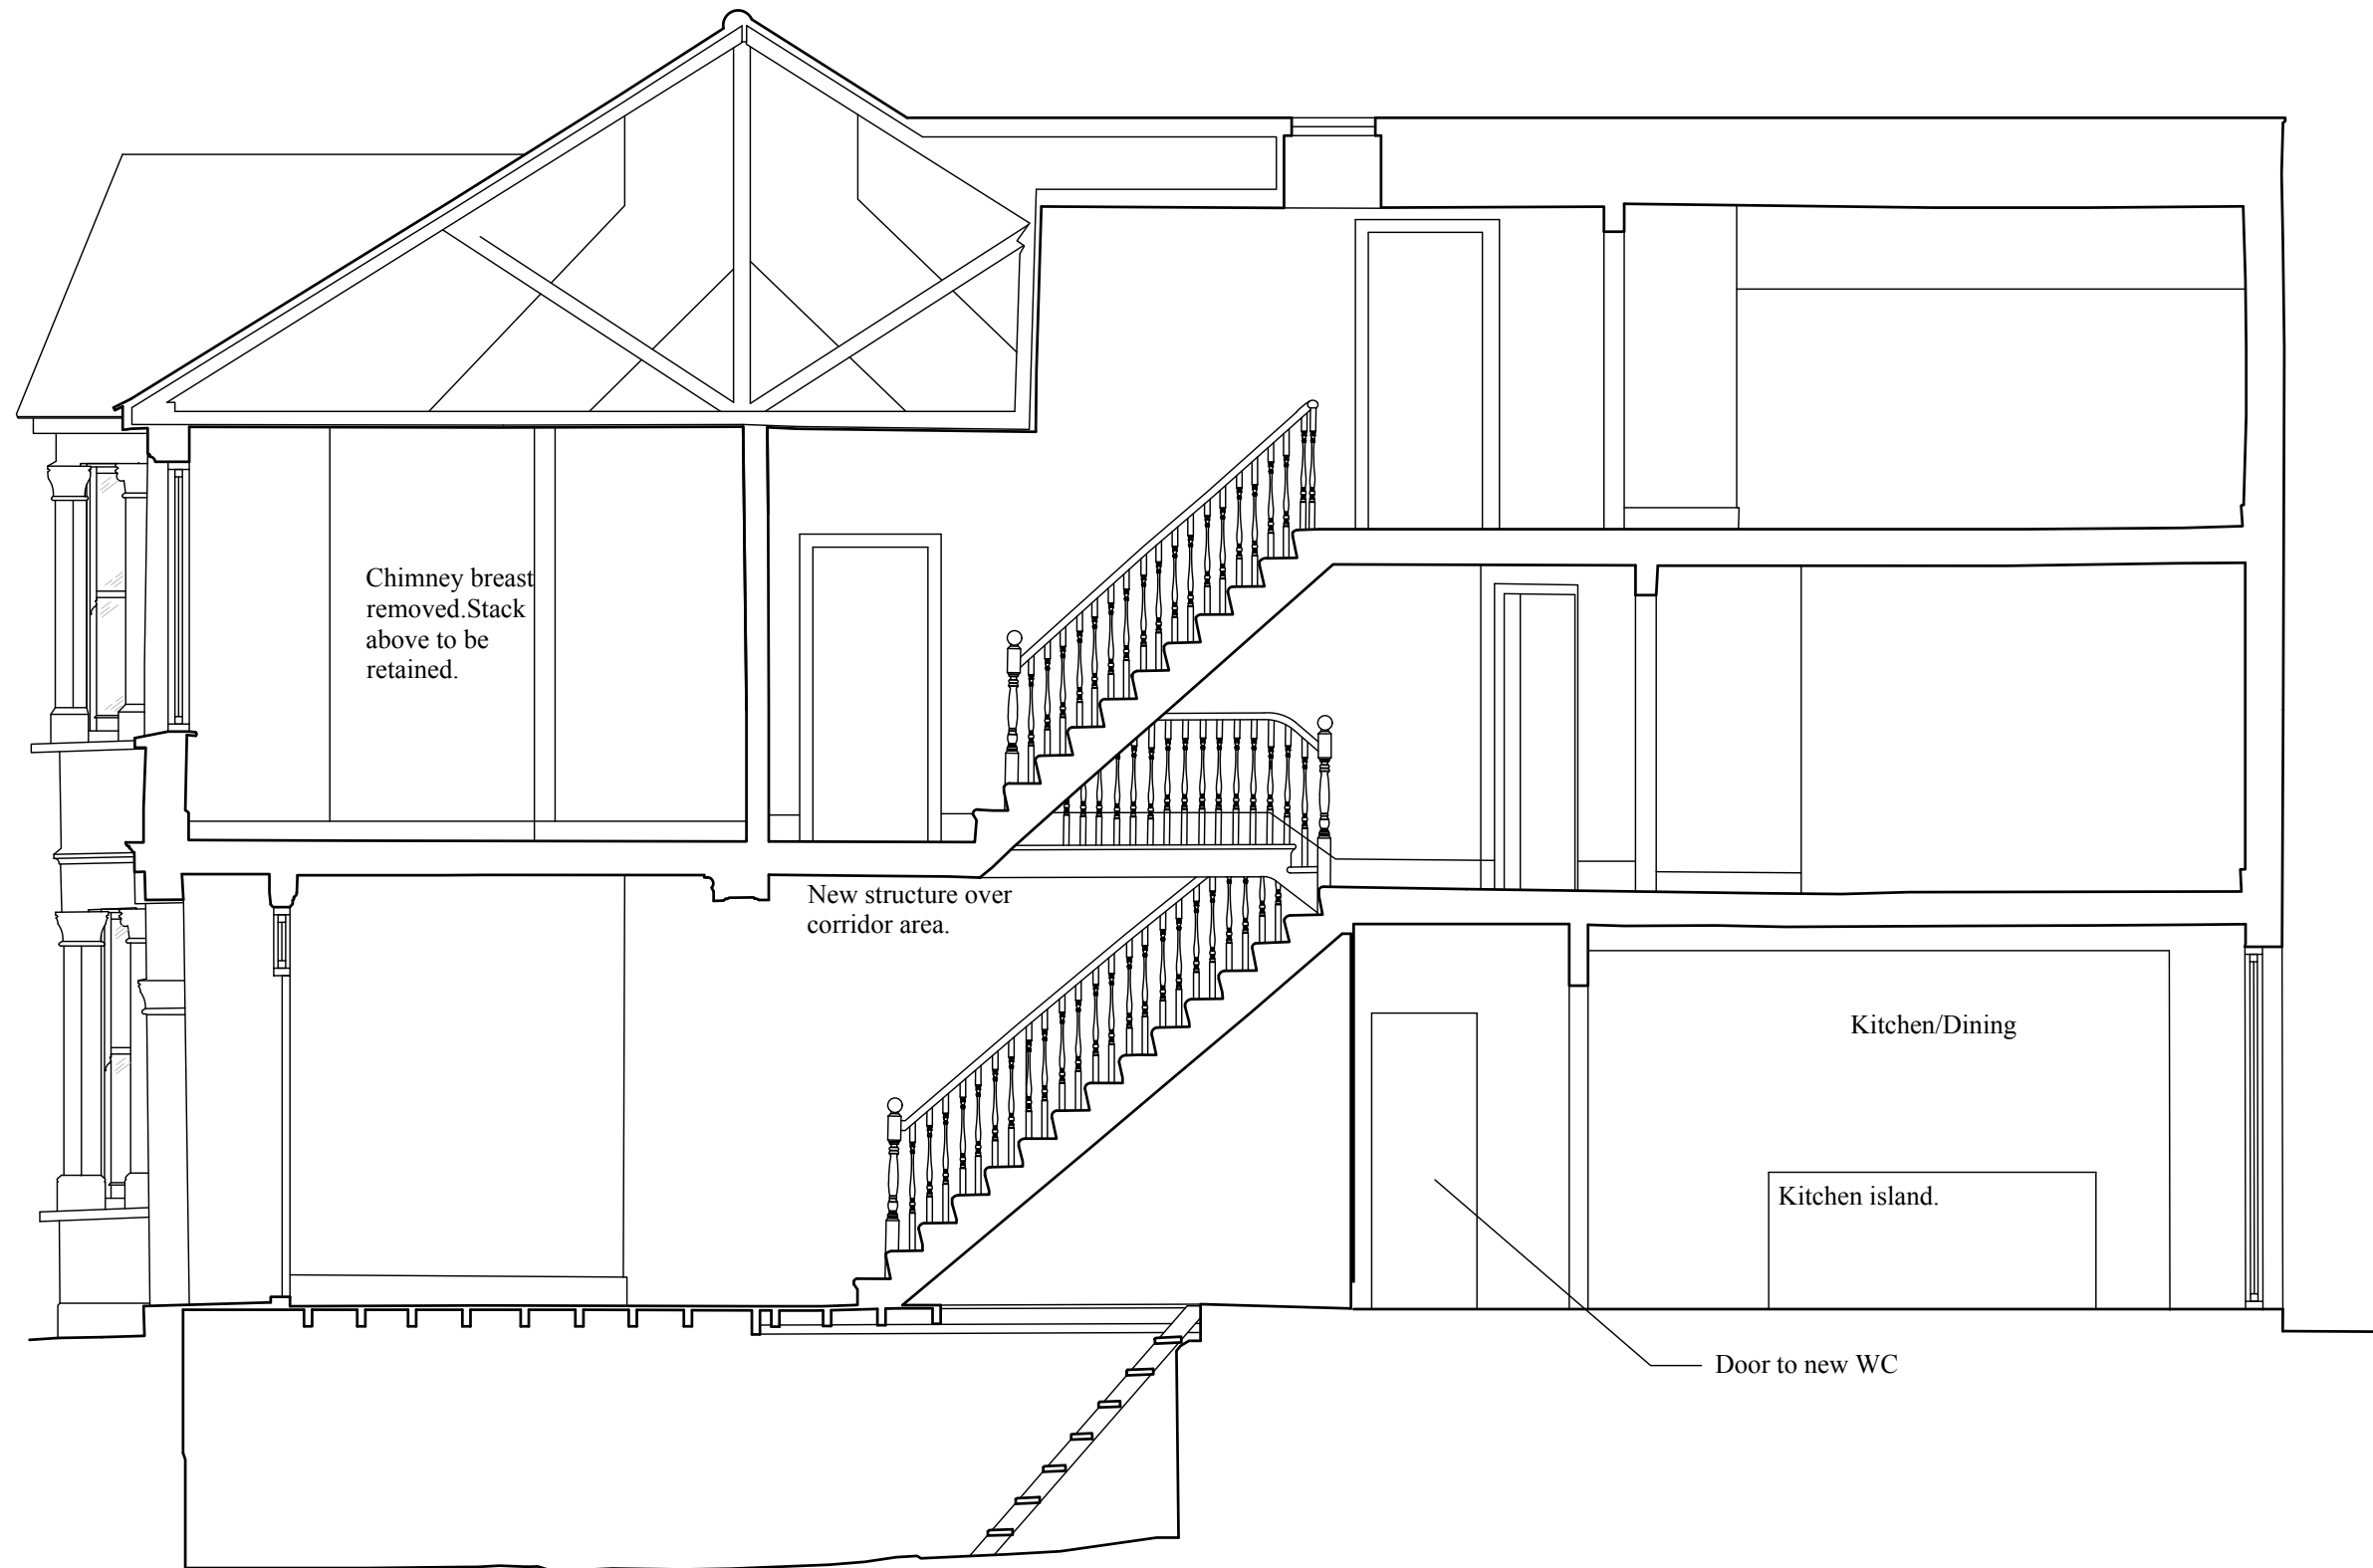 Chimney breast
removed.Stack
above to be
retained.
New structure over
corridor area.
Kitchen/Dining
Kitchen island.
Door to new WC